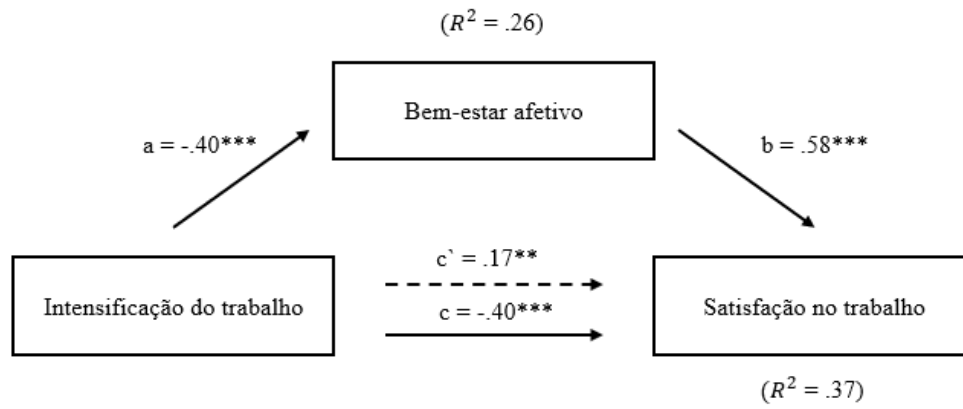 (R² = .26)
Bem-estar afetivo
a = -.40***
b = .58***
c` = .17**
Intensificação do trabalho
c = -.40***
Satisfação no trabalho
(R² = .37)